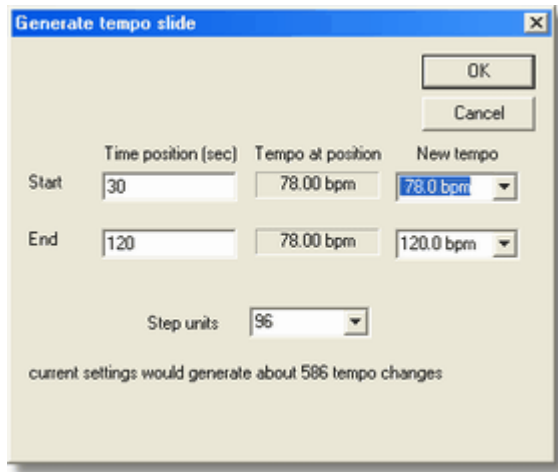 Generate tempo slide
OK
Cancel
Time position (sec) Tempo at position New tempo
Start 30 78.00 bpm 78.0 bpm
End 120 78.00 bpm 120.0 bpm
Step units 96
current settings would generate about 586 tempo changes